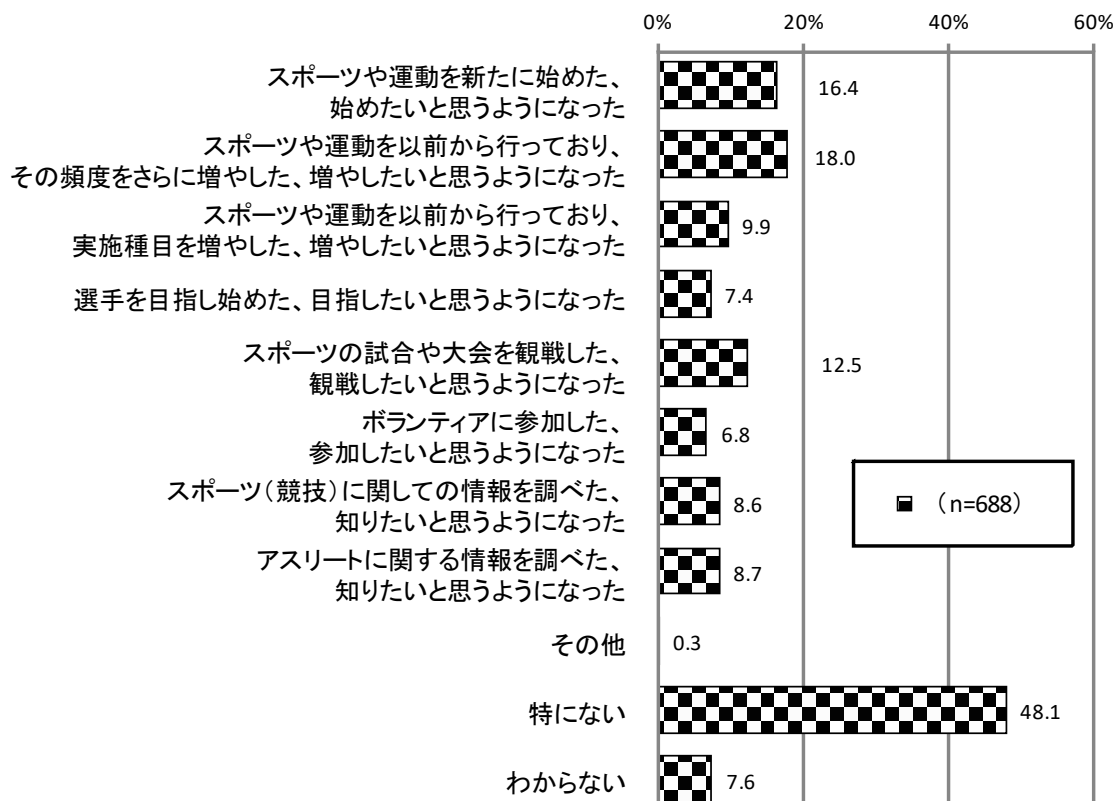 0% 20% 40% 60%
スポーツや運動を新たに始めた、
始めたいと思うようになった
16.4
スポーツや運動を以前から行っており、
その頻度をさらに増やした、増やしたいと思うようになった
18.0
スポーツや運動を以前から行っており、
実施種目を増やした、増やしたいと思うようになった
9.9
選手を目指し始めた、目指したいと思うようになった
7.4
スポーツの試合や大会を観戦した、
観戦したいと思うようになった
12.5
ボランティアに参加した、
参加したいと思うようになった
6.8
スポーツ(競技)に関しての情報を調べた、
知りたいと思うようになった
8.6
アスリートに関する情報を調べた、
知りたいと思うようになった
8.7
その他
0.3
特にない
48.1
わからない
7.6
(n=688)